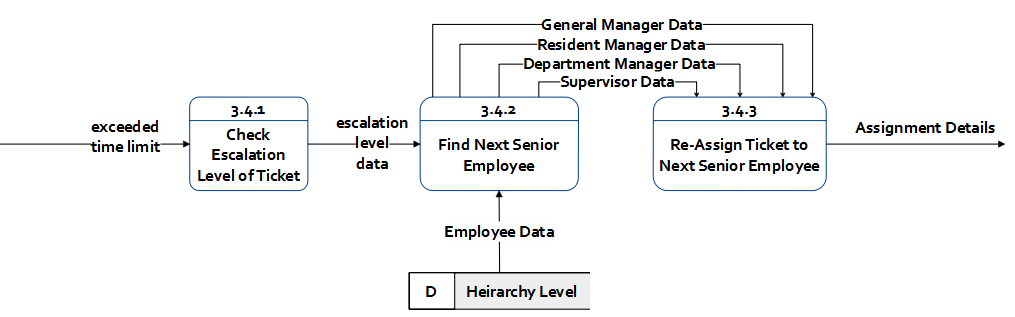 General Manager Data
Resident Manager Data
Department Manager Data
Supervisor Data
exceeded
time limit
3.4.1
Check
Escalation
Level of Ticket
escalation
level
data
3.4.2
Find Next Senior
Employee
3.4.3
Re-Assign Ticket to
Next Senior Employee
Assignment Details
Employee Data
D
Heirarchy Level